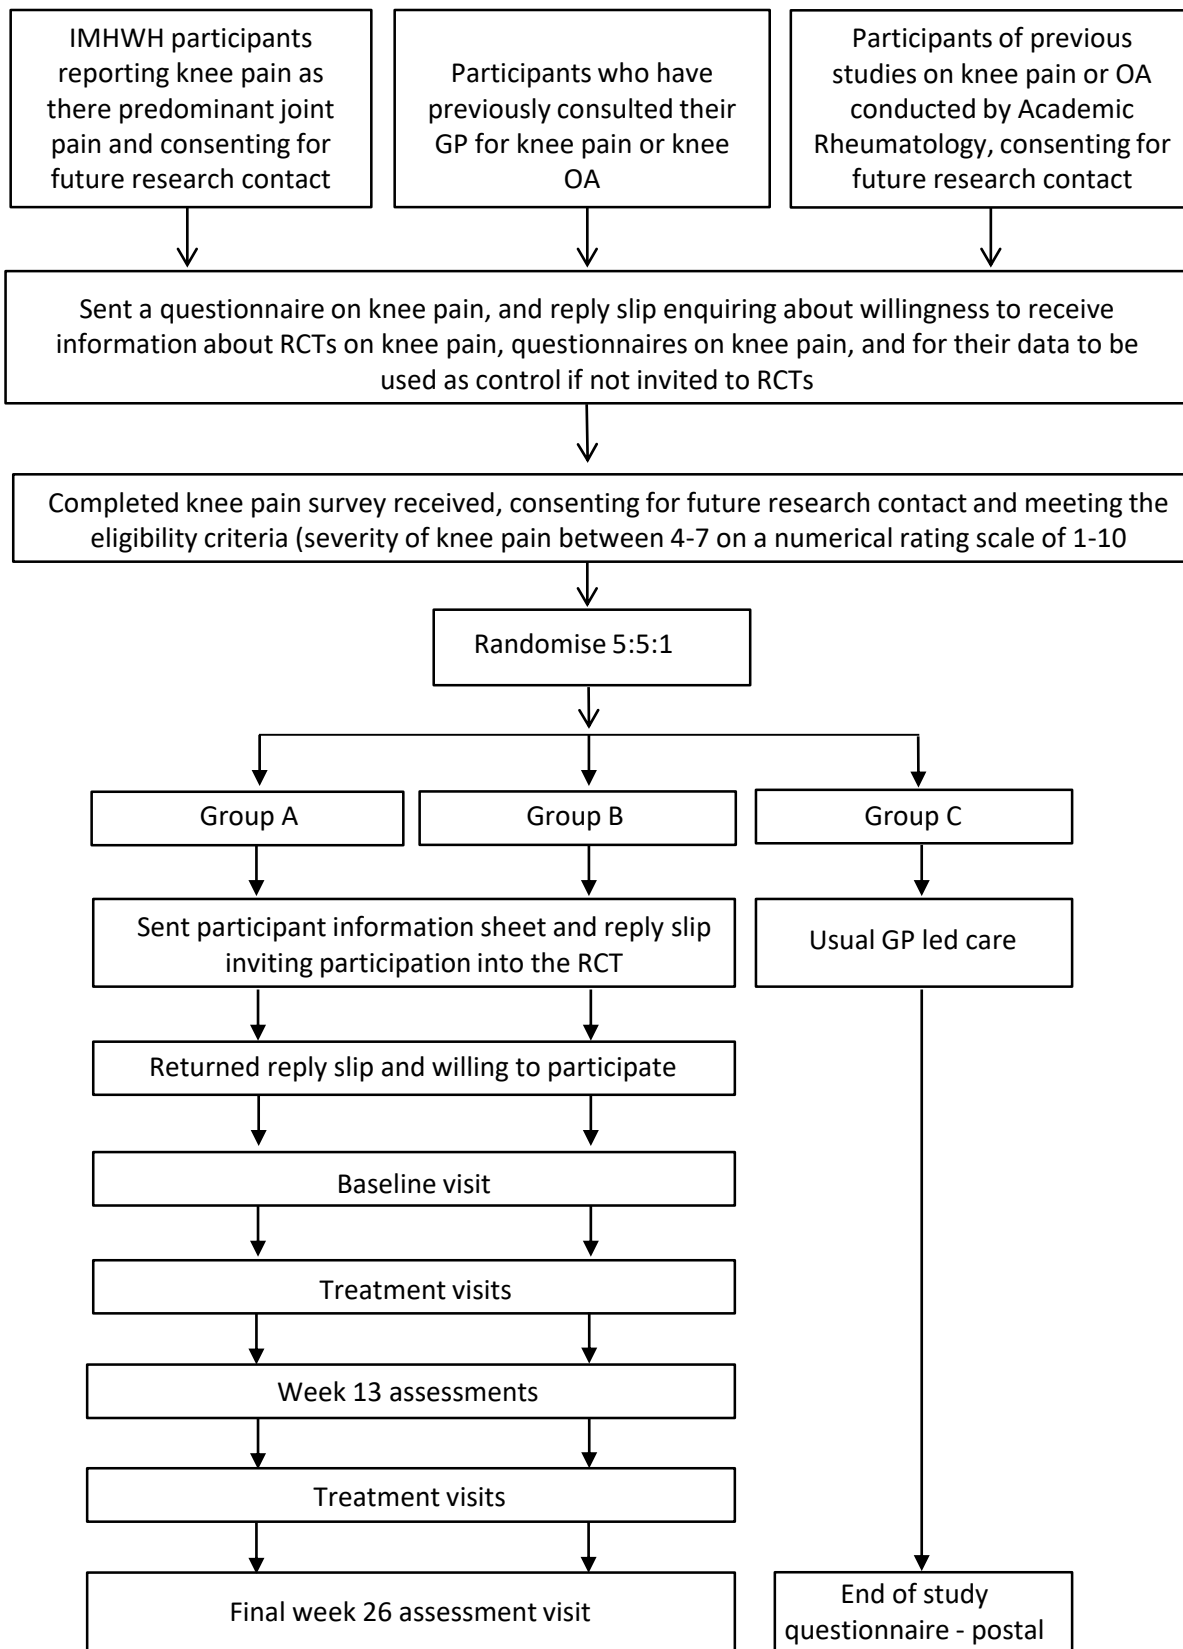 IMHWH participants
reporting knee pain as
there predominant joint
pain and consenting for
future research contact
Participants who have
previously consulted their
GP for knee pain or knee
OA
Participants of previous
studies on knee pain or OA
conducted by Academic
Rheumatology, consenting for
future research contact
Sent a questionnaire on knee pain, and reply slip enquiring about willingness to receive
information about RCTs on knee pain, questionnaires on knee pain, and for their data to be
used as control if not invited to RCTs
Completed knee pain survey received, consenting for future research contact and meeting the
eligibility criteria (severity of knee pain between 4-7 on a numerical rating scale of 1-10
Randomise 5:5:1
Group A
Group B
Group C
Sent participant information sheet and reply slip
inviting participation into the RCT
Usual GP led care
Returned reply slip and willing to participate
Baseline visit
Treatment visits
Week 13 assessments
Treatment visits
Final week 26 assessment visit
End of study
questionnaire - postal